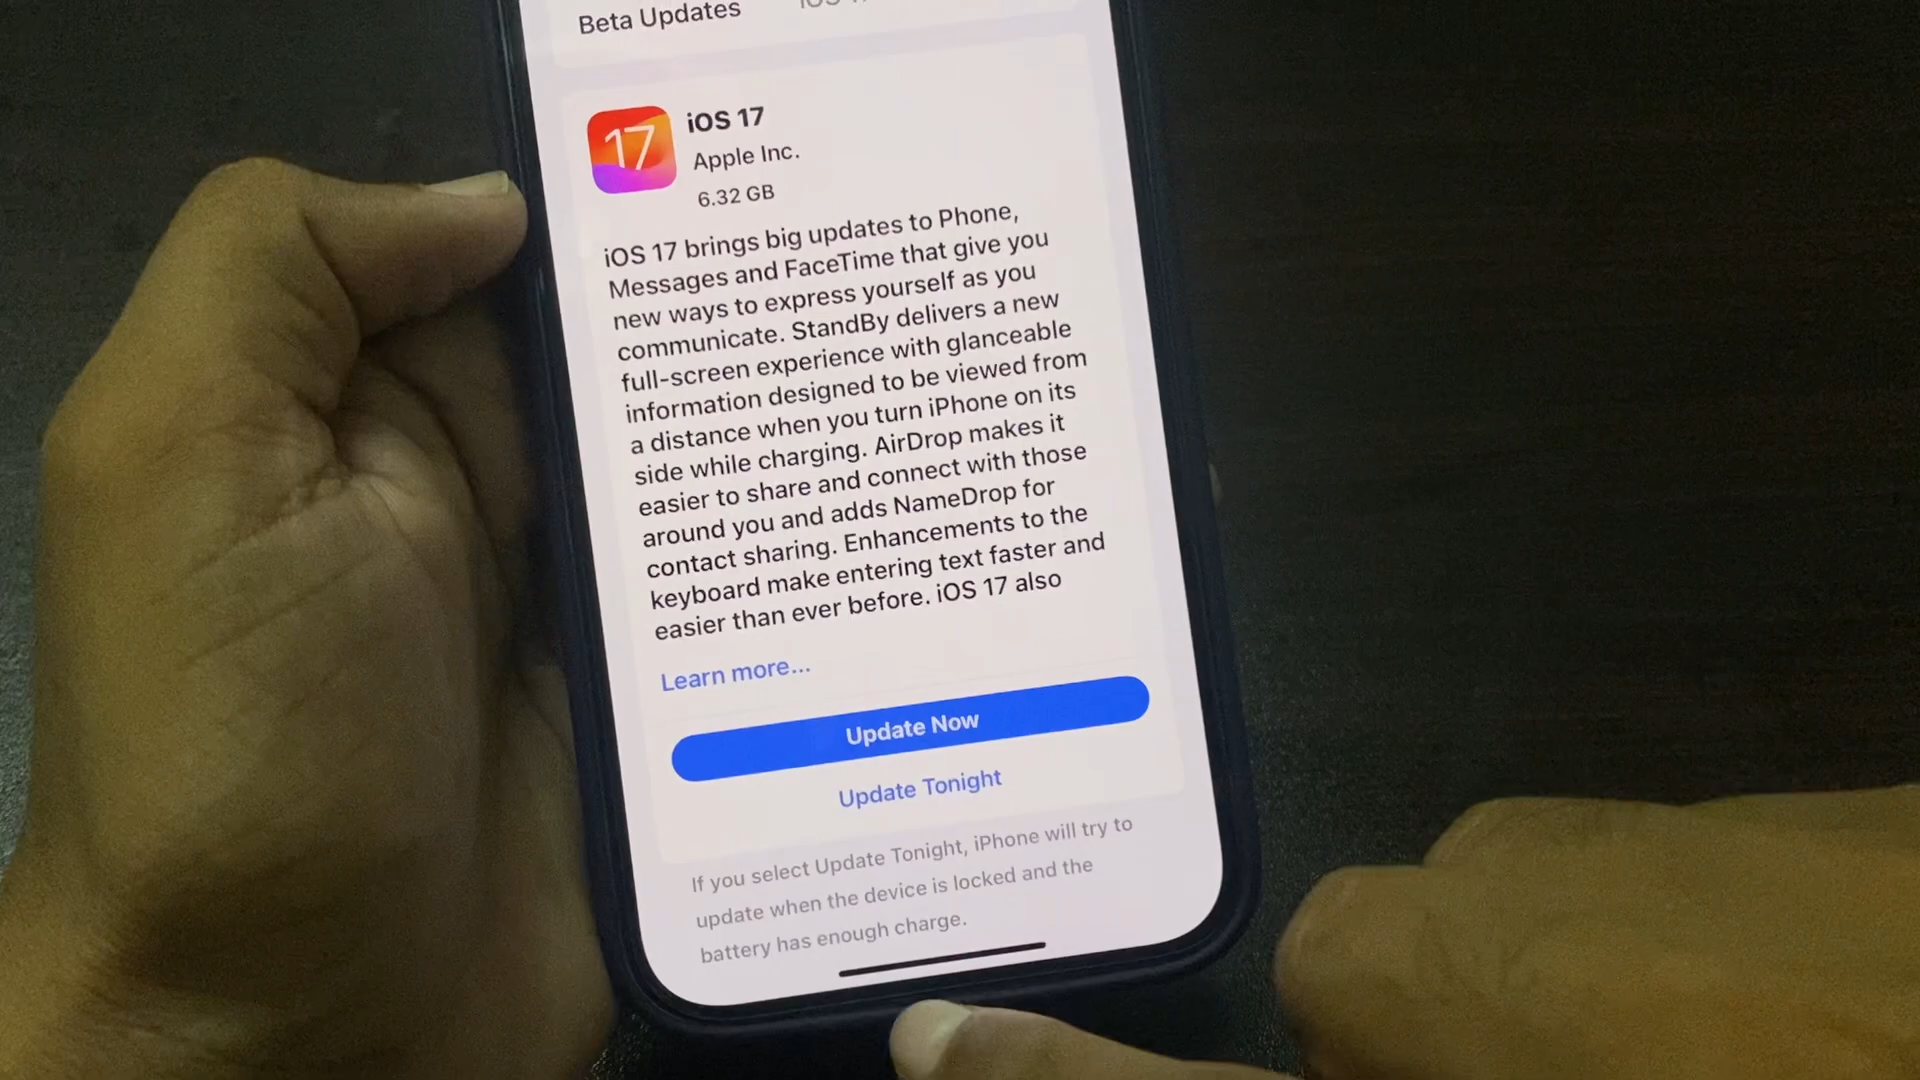 Beta Updates
17
iOS 17
Apple Inc.
6.32 GB
iOS 17 brings big updates to Phone,
Messages and FaceTime that give you
new ways to express yourself as you
communicate. StandBy delivers a new
full-screen experience with glanceable
information designed to be viewed from
a distance when you turn iPhone on its
side while charging. AirDrop makes it
easier to share and connect with those
around you and adds NameDrop for
contact sharing. Enhancements to the
keyboard make entering text faster and
easier than ever before. iOS 17 also
Learn more...
Update Now
Update Tonight
If you select Update Tonight, iPhone will try to
update when the device is locked and the
battery has enough charge.